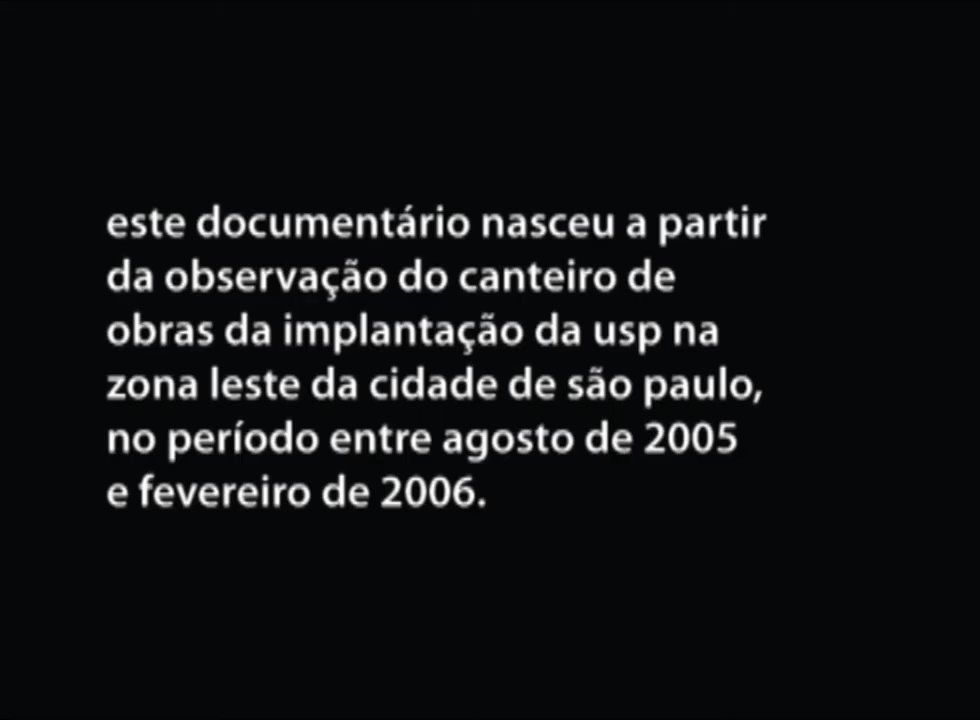 este documentário nasceu a partir
da observação do canteiro de
obras da implantação da usp na
zona leste da cidade de são paulo,
no período entre agosto de 2005
e fevereiro de 2006.